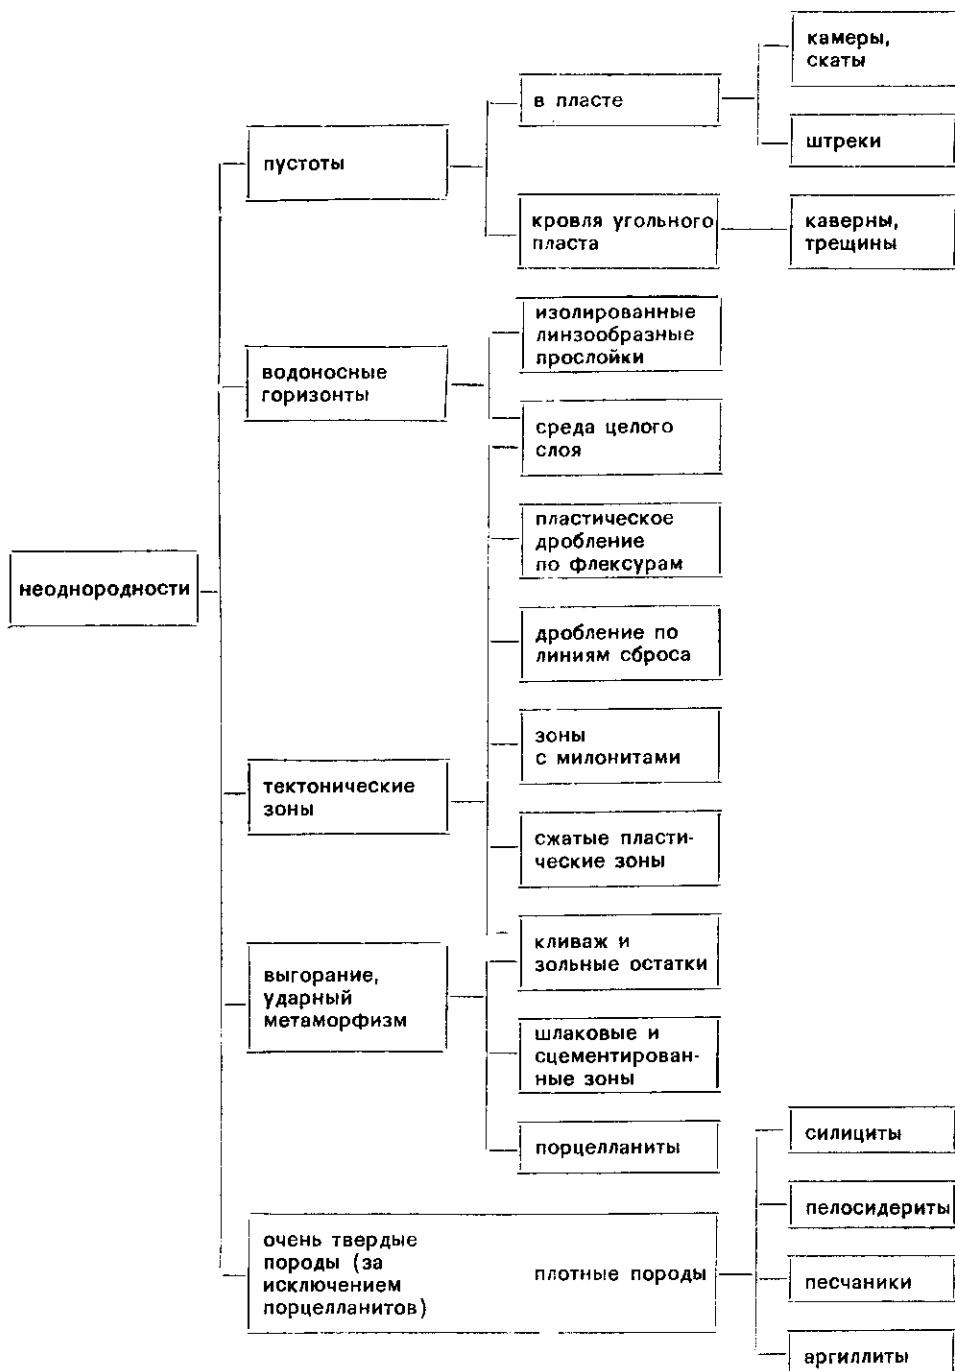 камеры,
скаты
в пласте
штреки
пустоты
кровля угольного
пласта
каверны,
трещины
изолированные
линзообразные
прослойки
водоносные
горизонты
среда целого
слоя
пластическое
дробление
по флексурам
неоднородности
дробление по
линиям сброса
зоны
с милонитами
тектонические
зоны
сжатые пласти-
ческие зоны
кливаж и
зольные остатки
выгорание,
ударный
метаморфизм
шлаковые и
сцементирован-
ные зоны
порцелланиты
силициты
пелосидериты
очень твердые
породы (за
исключением
порцелланитов)
плотные породы
песчаники
аргиллиты